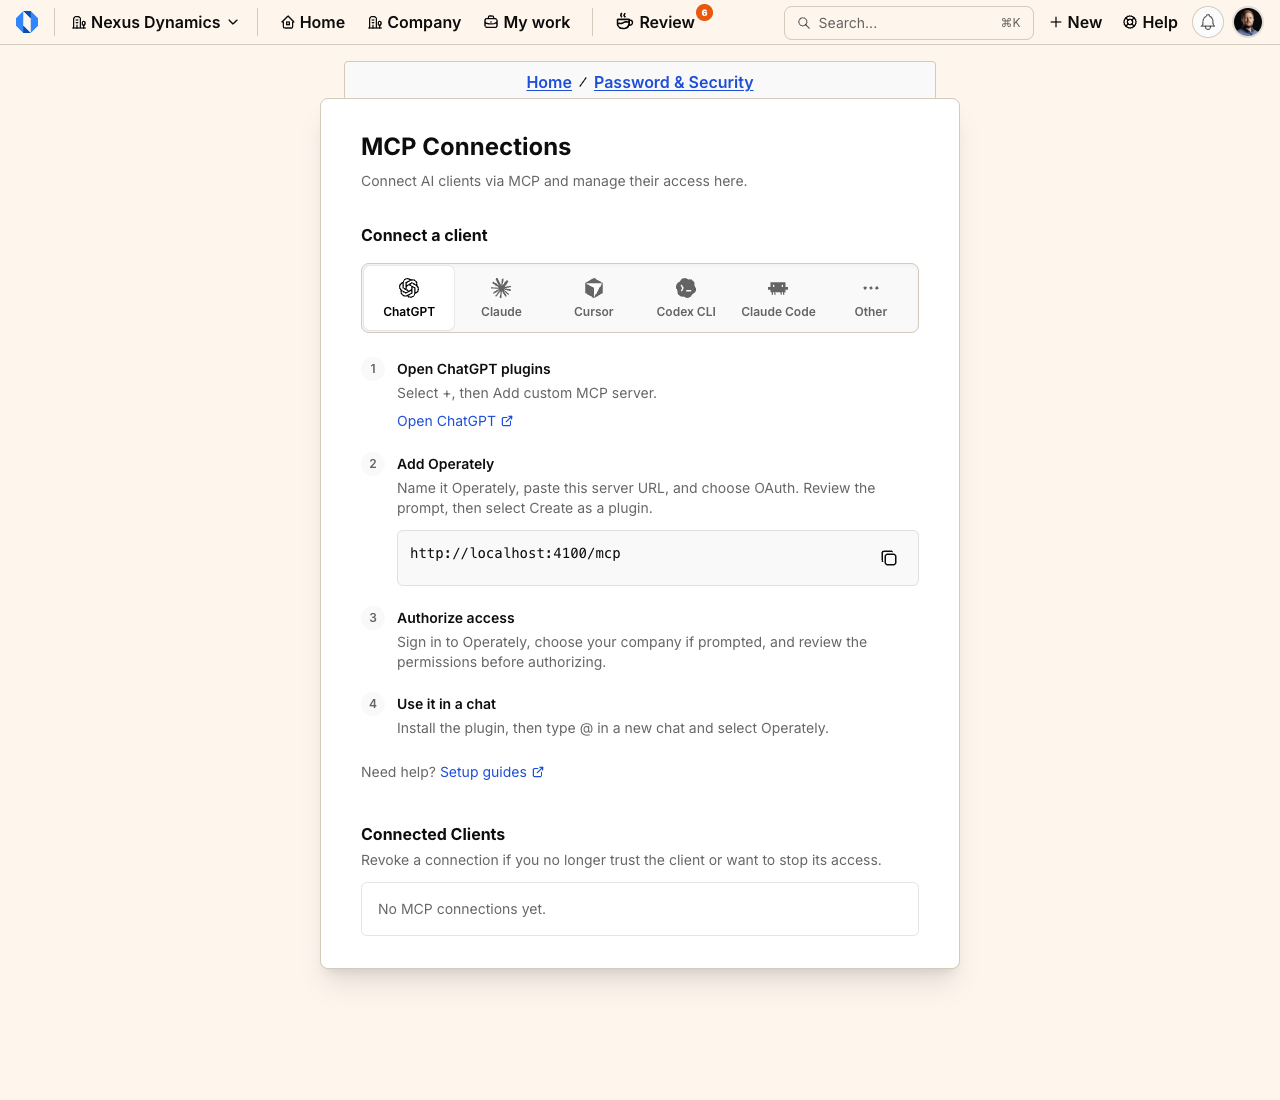 Nexus Dynamics
Home
Company
My work
Review
6
Search...
⌘K
New
Help
Home / Password & Security
MCP Connections
Connect AI clients via MCP and manage their access here.
Connect a client
ChatGPT
Claude
Cursor
Codex CLI
Claude Code
Other
1
Open ChatGPT plugins
Select +, then Add custom MCP server.
Open ChatGPT
2
Add Operately
Name it Operately, paste this server URL, and choose OAuth. Review the
prompt, then select Create as a plugin.
http://localhost:4100/mcp
3
Authorize access
Sign in to Operately, choose your company if prompted, and review the
permissions before authorizing.
4
Use it in a chat
Install the plugin, then type @ in a new chat and select Operately.
Need help? Setup guides
Connected Clients
Revoke a connection if you no longer trust the client or want to stop its access.
No MCP connections yet.